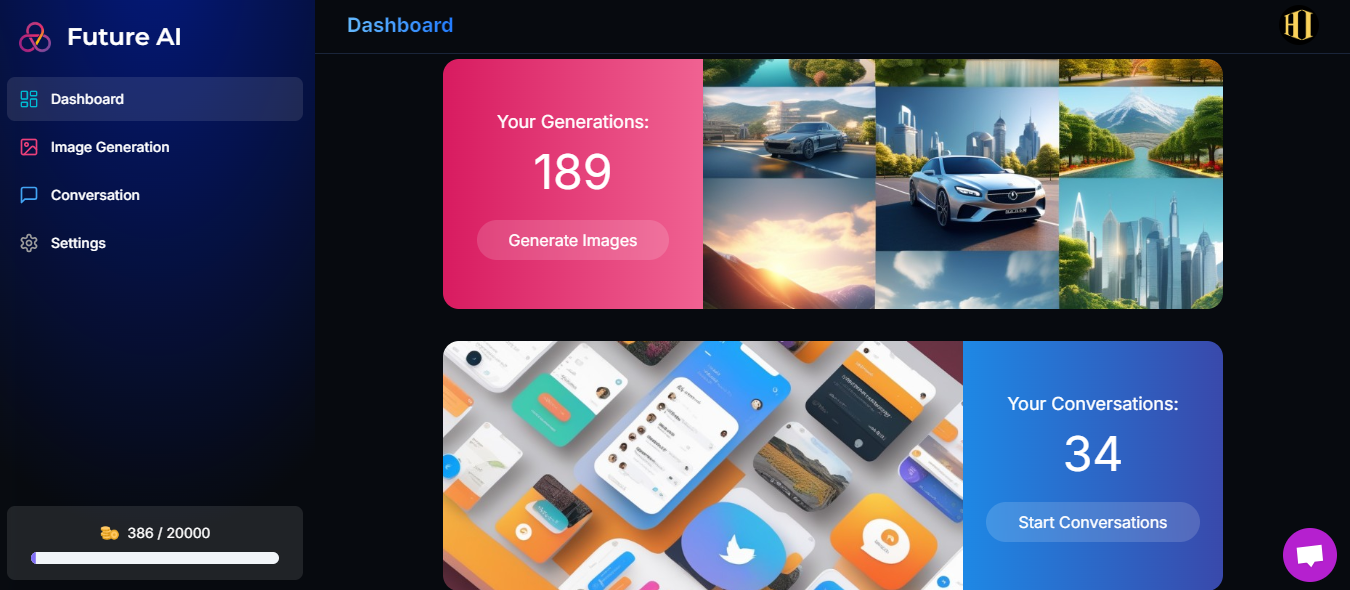 Future AI
Dashboard
Image Generation
Conversation
Settings
386 / 20000
Dashboard
Your Generations:
189
Generate Images
Your Conversations:
34
Start Conversations